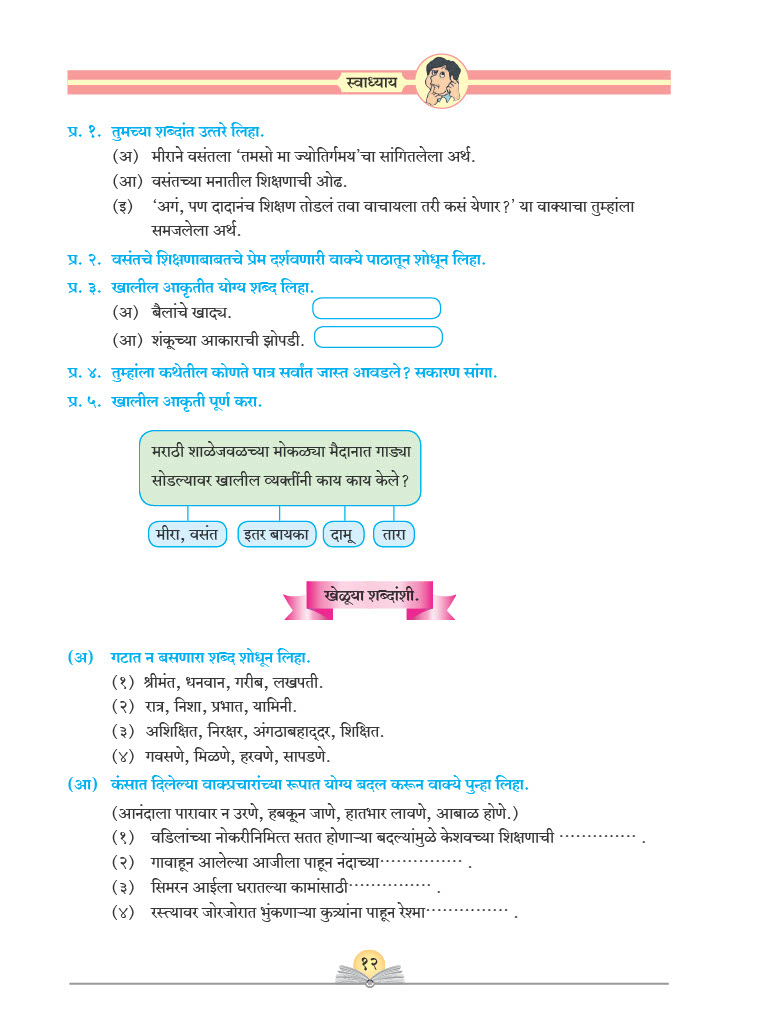 स्वाध्याय
प्र. १. तुमच्या शब्दांत उत्तरे लिहा.
(अ) मीराने वसंतला ‘तमसो मा ज्योतिर्गमय’चा सांगितलेला अर्थ.
(आ) वसंतच्या मनातील शिक्षणाची ओढ.
(इ) ‘अगं, पण दादानंच शिक्षण तोडलं तवा वाचायला तरी कसं येणार?’ या वाक्याचा तुम्हांला
समजलेला अर्थ.
प्र. २. वसंतचे शिक्षणाबाबतचे प्रेम दर्शवणारी वाक्ये पाठातून शोधून लिहा.
प्र. ३. खालील आकृतीत योग्य शब्द लिहा.
(अ) बैलांचे खाद्य.
(आ) शंकूच्या आकाराची झोपडी.
प्र. ४. तुम्हांला कथेतील कोणते पात्र सर्वांत जास्त आवडले? सकारण सांगा.
प्र. ५. खालील आकृती पूर्ण करा.
मराठी शाळेजवळच्या मोकळ्या मैदानात गाड्या
सोडल्यावर खालील व्यक्तींनी काय काय केले?
मीरा, वसंत इतर बायका दामू तारा
खेळूया शब्दांशी.
(अ) गटात न बसणारा शब्द शोधून लिहा.
(१) श्रीमंत, धनवान, गरीब, लखपती.
(२) रात्र, निशा, प्रभात, यामिनी.
(३) अशिक्षित, निरक्षर, अंगठाबहाद्दर, शिक्षित.
(४) गवसणे, मिळणे, हरवणे, सापडणे.
(आ) कंसात दिलेल्या वाक्प्रचारांच्या रूपात योग्य बदल करून वाक्ये पुन्हा लिहा.
(आनंदाला पारावार न उरणे, हबकून जाणे, हातभार लावणे, आबाळ होणे.)
(१) वडिलांच्या नोकरीनिमित्त सतत होणाऱ्या बदल्यांमुळे केशवच्या शिक्षणाची ·············· .
(२) गावाहून आलेल्या आजीला पाहून नंदाच्या··············· .
(३) सिमरन आईला घरातल्या कामांसाठी··············· .
(४) रस्त्यावर जोरजोरात भुंकणाऱ्या कुत्र्यांना पाहून रेश्मा··············· .
१२